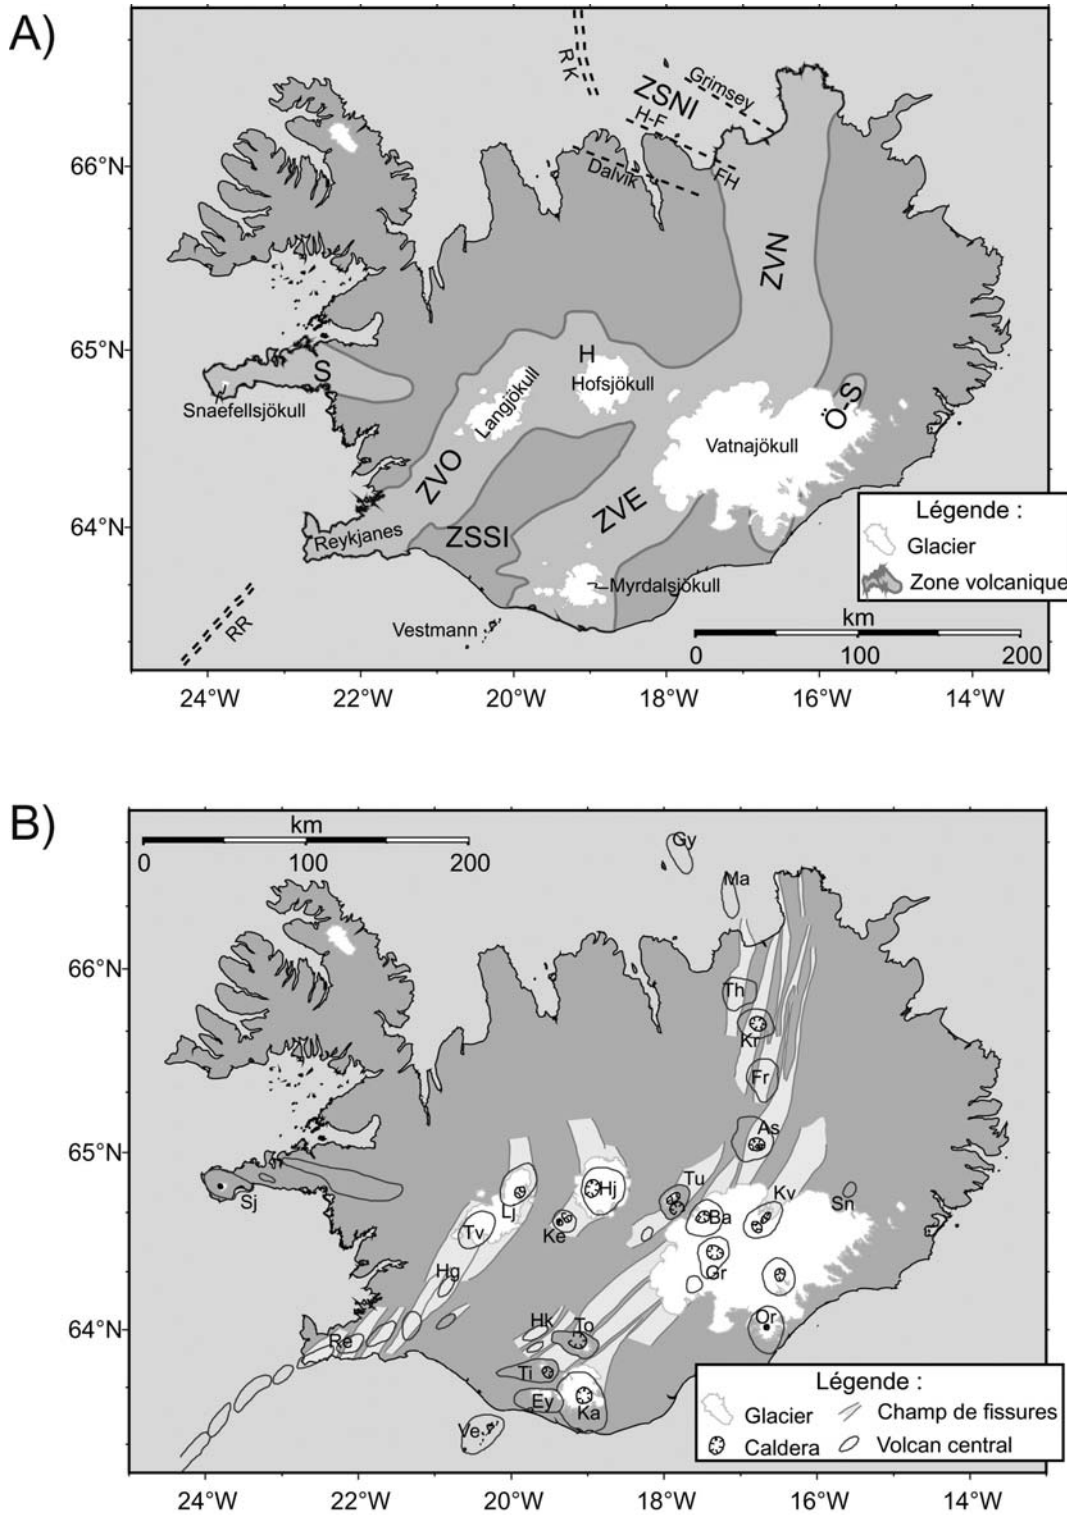 A)
R K
Grimsey
ZSNI
H-F
FH
Dalvik
66°N
ZVN
65°N
H
Hofsjökull
S
Snaefellsjökull
Langjökull
Ö-S
Vatnajökull
ZVO
ZVE
64°N
Reykjanes
ZSSI
Myrdalsjökull
Vestmann
RR
Légende :
Glacier
Zone volcanique
km
0 100 200
24°W 22°W 20°W 18°W 16°W 14°W
B)
km
0 100 200
Gy
Ma
66°N
Th
Kr
Fr
As
65°N
Sj
Hj
Tu
Kv
Sn
Lj
Tv
Ke
Ba
Hg
Gr
64°N
Re
Hk
To
Or
Ti
Ey
Ka
Ve
Légende :
Glacier
Champ de fissures
Caldera
Volcan central
24°W 22°W 20°W 18°W 16°W 14°W